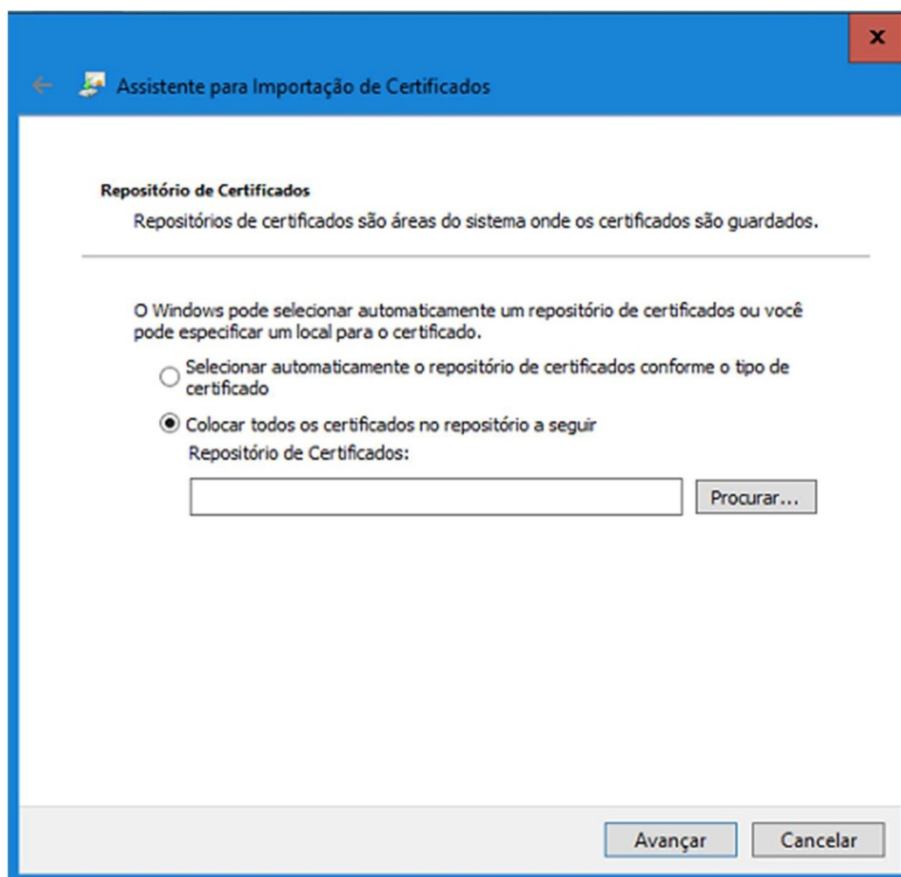 x
Assistente para Importação de Certificados
Repositório de Certificados
Repositórios de certificados são áreas do sistema onde os certificados são guardados.
O Windows pode selecionar automaticamente um repositório de certificados ou você
pode especificar um local para o certificado.
Selecionar automaticamente o repositório de certificados conforme o tipo de
certificado
Colocar todos os certificados no repositório a seguir
Repositório de Certificados:
Procurar...
Avançar
Cancelar